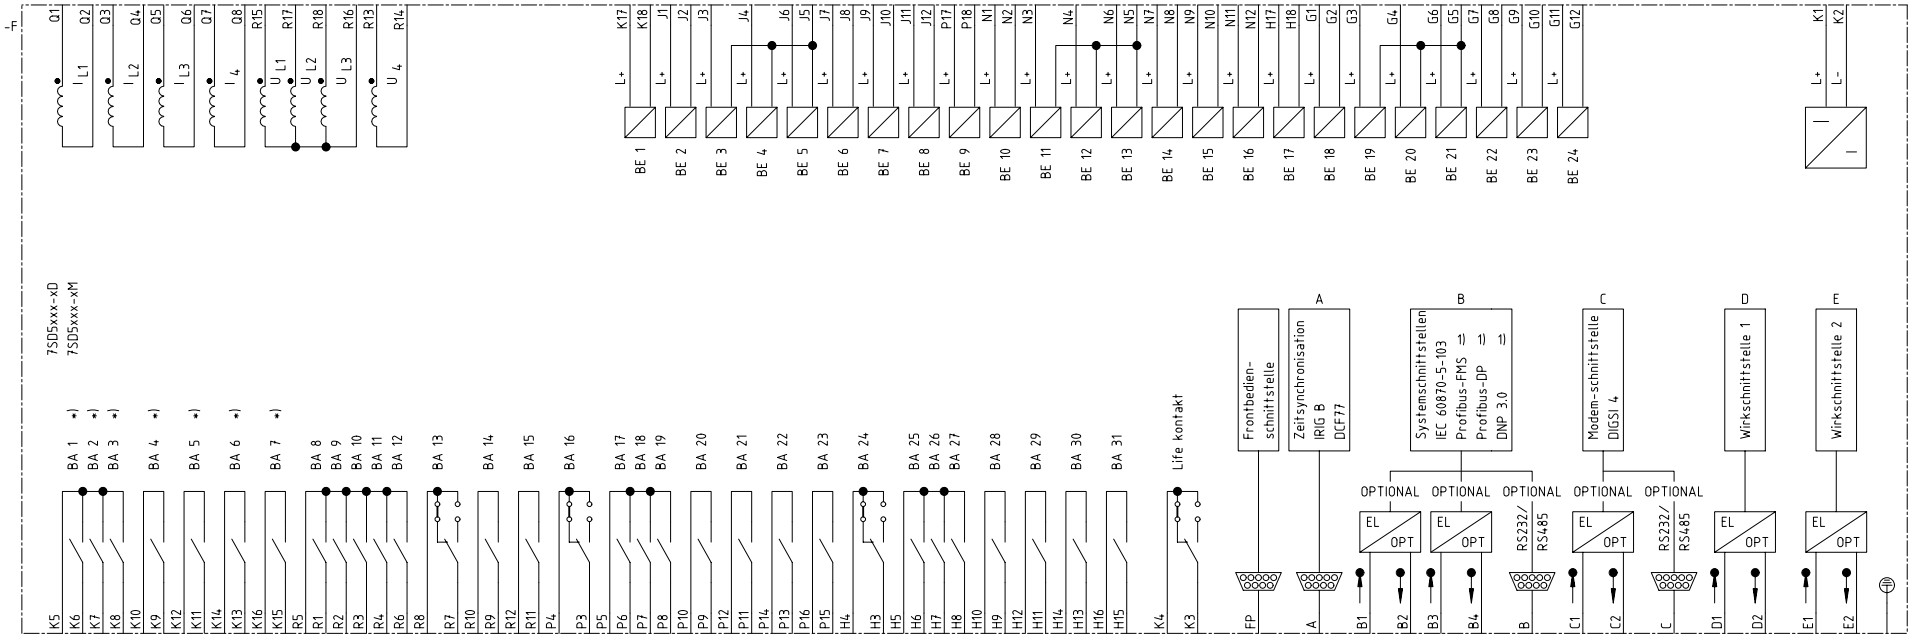 -F
Q1 Q2 Q3 Q4 Q5 Q6 Q7 Q8 R15 R17 R18 R16 R13 R14
I L1
I L2
I L3
I 4
U L1
U L2
U L3
U 4
K17 K18 J1 J2 J3 J4 J6 J5 J7 J8 J9 J10 J11 J12 P17 P18 N1 N2 N3 N4 N6 N5 N7 N8 N9 N10 N11 N12 H17 H18 G1 G2 G3 G4 G6 G5 G7 G8 G9 G10 G11 G12
K1 K2
L+ L+ L+ L+ L+ L+ L+ L+ L+ L+ L+ L+ L+ L+ L+ L+ L+ L+ L+ L+ L+ L+ L+ L+
L+ L-
BE 1
BE 2
BE 3
BE 4
BE 5
BE 6
BE 7
BE 8
BE 9
BE 10
BE 11
BE 12
BE 13
BE 14
BE 15
BE 16
BE 17
BE 18
BE 19
BE 20
BE 21
BE 22
BE 23
BE 24
7SD5xxx-xD
7SD5xxx-xM
BA 1 *)
BA 2 *)
BA 3 *)
BA 4 *)
BA 5 *)
BA 6 *)
BA 7 *)
BA 8
BA 9
BA 10
BA 11
BA 12
BA 13
BA 14
BA 15
BA 16
BA 17
BA 18
BA 19
BA 20
BA 21
BA 22
BA 23
BA 24
BA 25
BA 26
BA 27
BA 28
BA 29
BA 30
BA 31
Life kontakt
Frontbedien-
schnittstelle
A
Zeitsynchronisation
IRIG B
DCF77
B
Systemschnittstellen
IEC 60870-5-103
Profibus-FMS 1)
Profibus-DP 1)
DNP 3.0 1)
C
Modem-schnittstelle
DIGSI 4
D
Wirkschnittstelle 1
E
Wirkschnittstelle 2
OPTIONAL
OPTIONAL
OPTIONAL
OPTIONAL
OPTIONAL
EL
OPT
EL
OPT
RS232/
RS485
EL
OPT
RS232/
RS485
EL
OPT
EL
OPT
K5 K6 K7 K8 K10 K9 K12 K11 K14 K13 K16 K15 R5 R1 R2 R3 R4 R6 R8 R7 R10 R9 R12 R11 P4 P3 P5 P6 P7 P8 P10 P9 P12 P11 P14 P13 P16 P15 H4 H3 H5 H6 H7 H8 H10 H9 H12 H11 H14 H13 H16 H15 K4 K3
FP A B1 B2 B3 B4 B C1 C2 C D1 D2 E1 E2